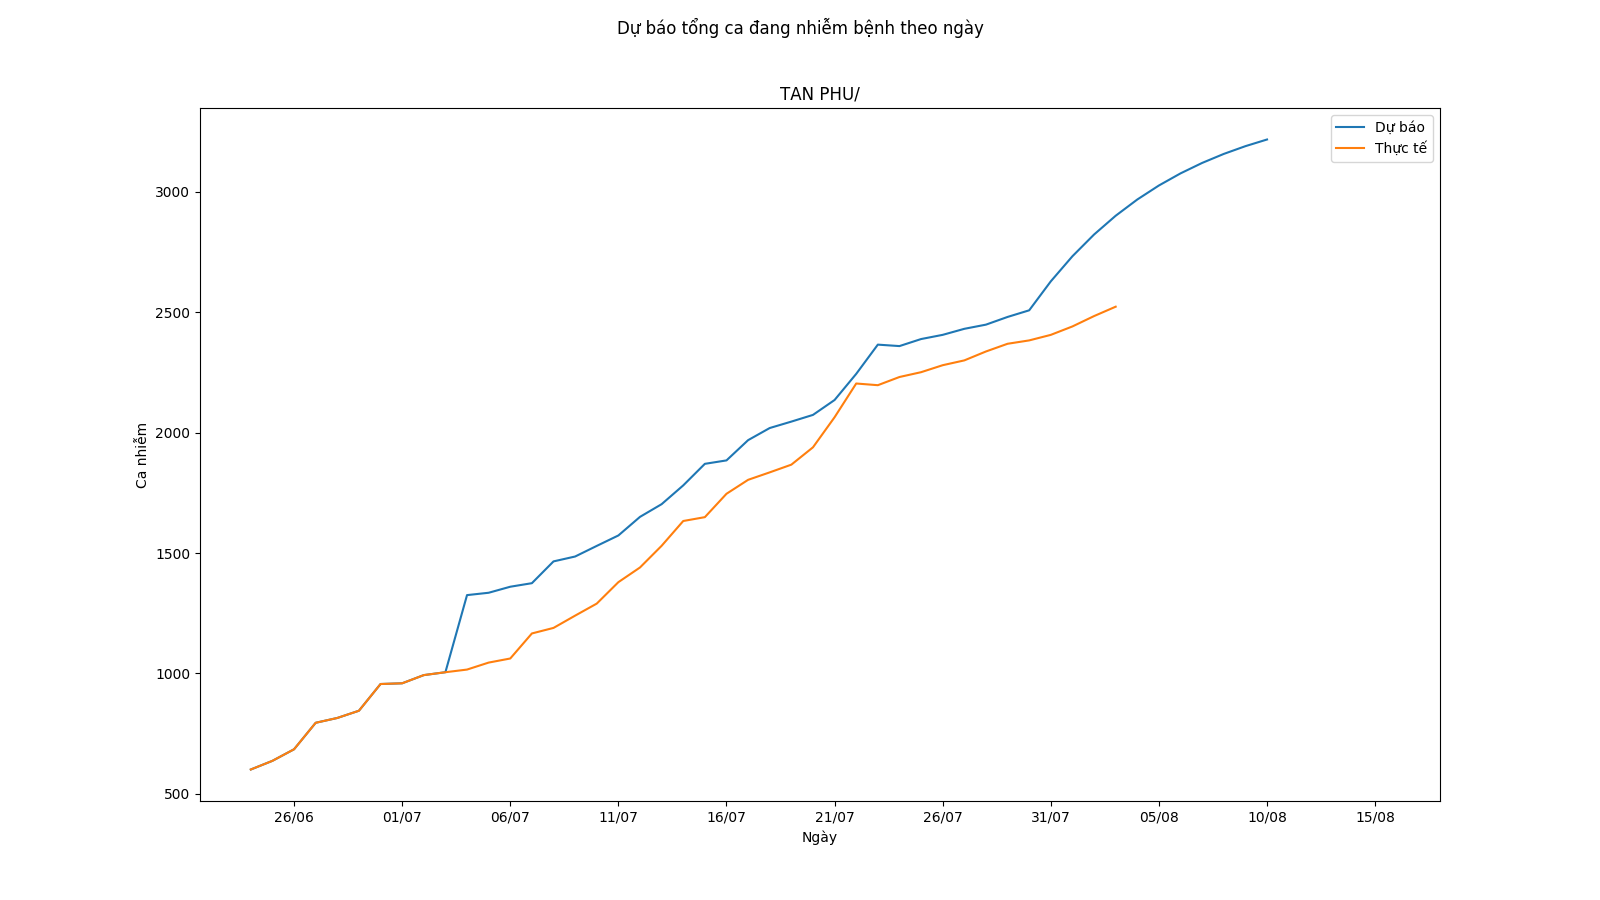 Dự báo tổng ca đang nhiễm bệnh theo ngày
TAN PHU/
Dự báo
Thực tế
3000
2500
2000
1500
1000
500
Ca nhiễm
26/06 01/07 06/07 11/07 16/07 21/07 26/07 31/07 05/08 10/08 15/08
Ngày